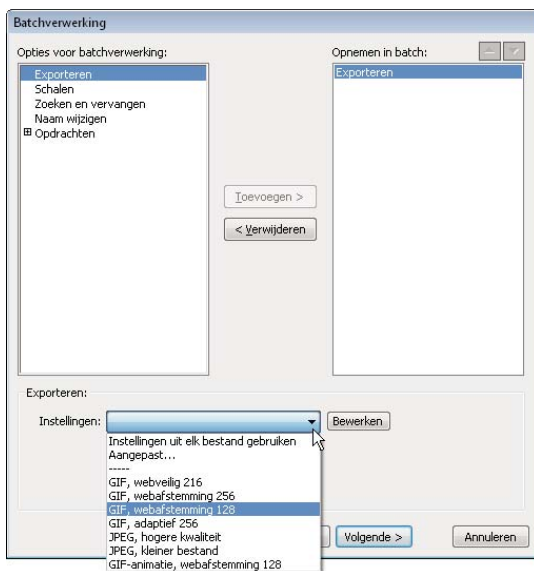 Batchverwerking
Opties voor batchverwerking:
Opnemen in batch:
Exporteren
Schalen
Zoeken en vervangen
Naam wijzigen
Opdrachten
Exporteren
Toevoegen >
< Verwijderen
Exporteren:
Instellingen:
Bewerken
Instellingen uit elk bestand gebruiken
Aangepast...
-----
GIF, webveilig 216
GIF, webafstemming 256
GIF, webafstemming 128
GIF, adaptief 256
JPEG, hogere kwaliteit
JPEG, kleiner bestand
GIF-animatie, webafstemming 128
Volgende >
Annuleren